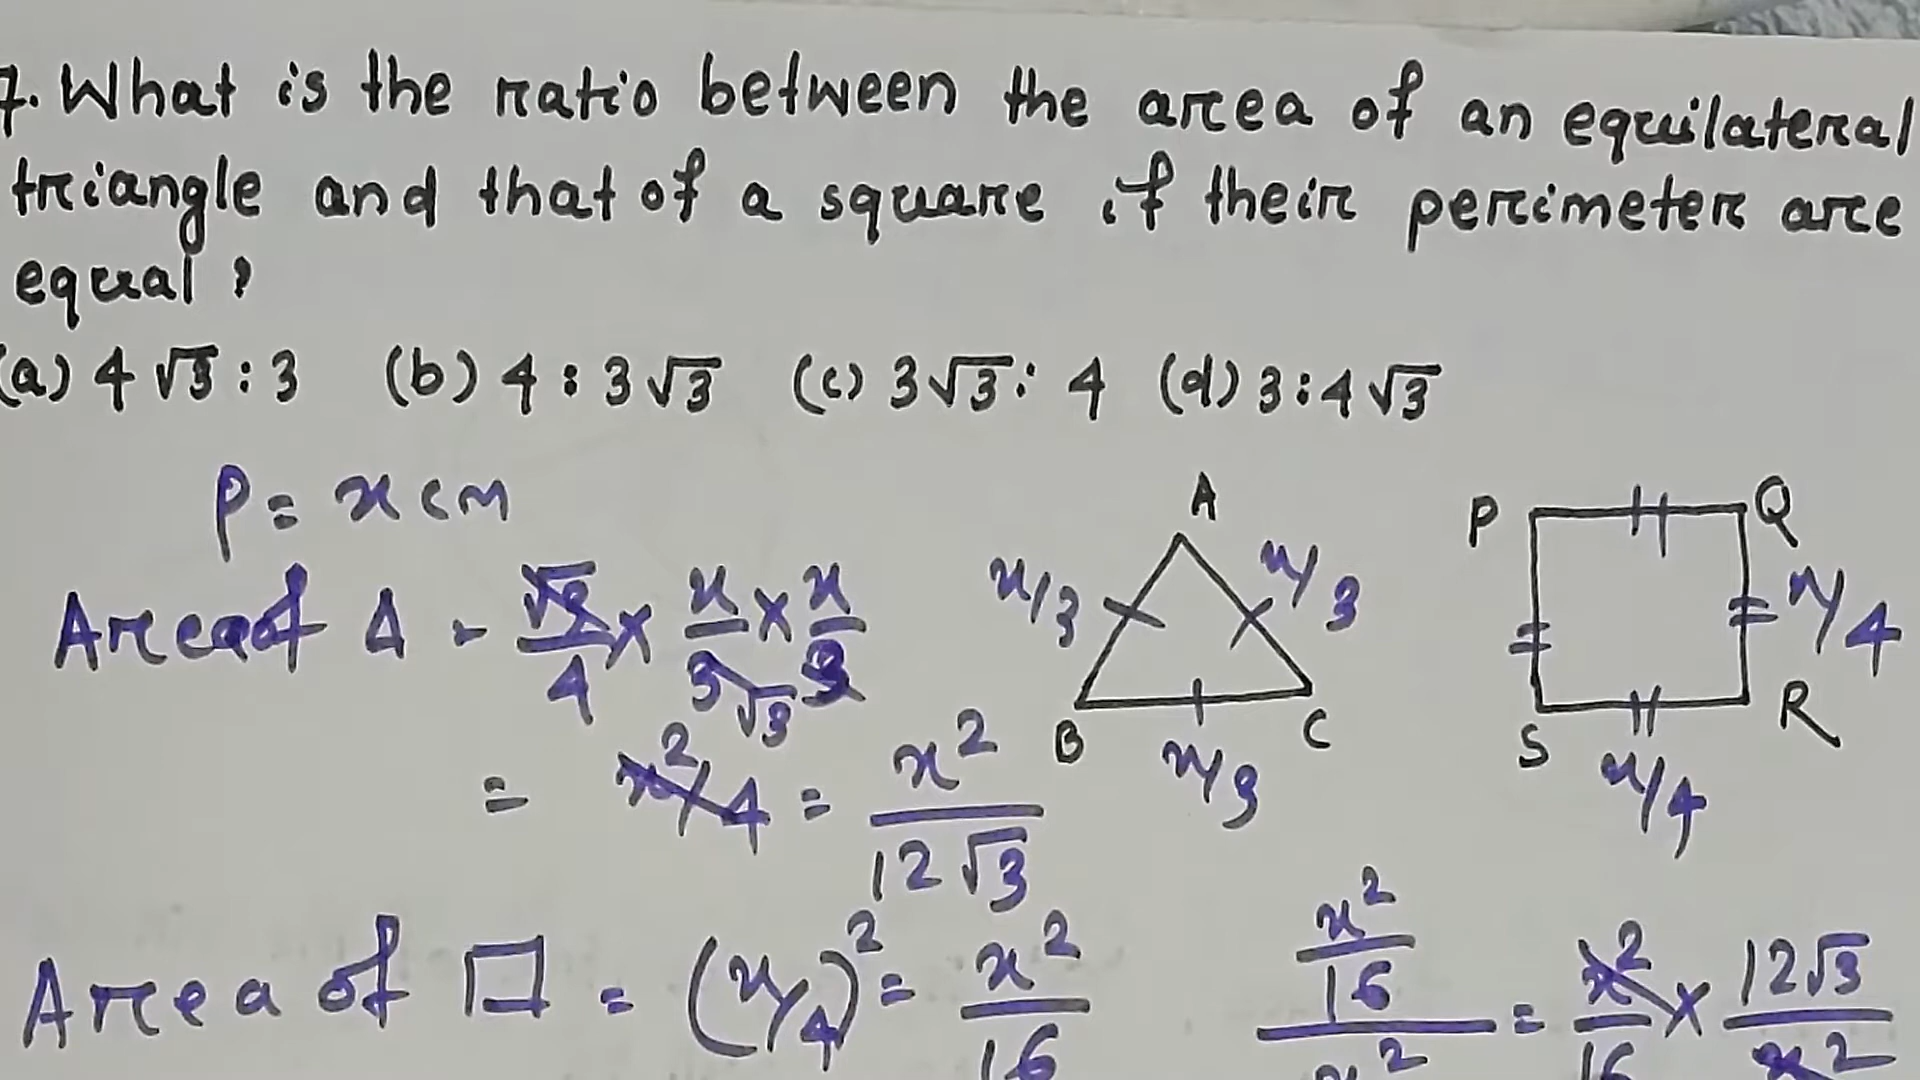 7. What is the ratio between the area of an equilateral
triangle and that of a square if their perimeter are
equal?
(a) 4√3 : 3 (b) 4 : 3√3 (c) 3√3 : 4 (d) 3 : 4√3
P = x cm
Area of Δ = √3/4 × x/3 × x/3
√3
= x²/4 = x²/12√3
A
B
C
x/3
x/3
x/3
P
Q
R
S
x/4
x/4
Area of □ = (x/4)² = x²/16
x²/16 / x² = x²/16 × 12√3/x²